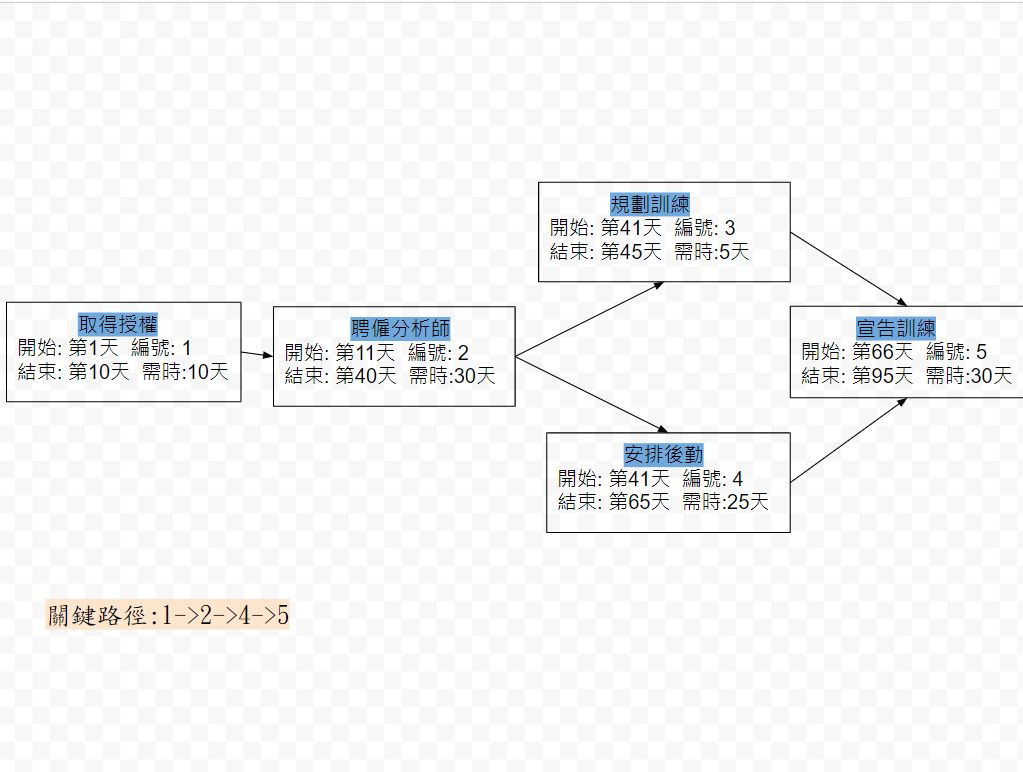 規劃訓練
開始: 第41天 編號: 3
結束: 第45天 需時:5天
取得授權
開始: 第1天 編號: 1
結束: 第10天 需時:10天
聘僱分析師
開始: 第11天 編號: 2
結束: 第40天 需時:30天
宣告訓練
開始: 第66天 編號: 5
結束: 第95天 需時:30天
安排後勤
開始: 第41天 編號: 4
結束: 第65天 需時:25天
關鍵路徑:1->2->4->5